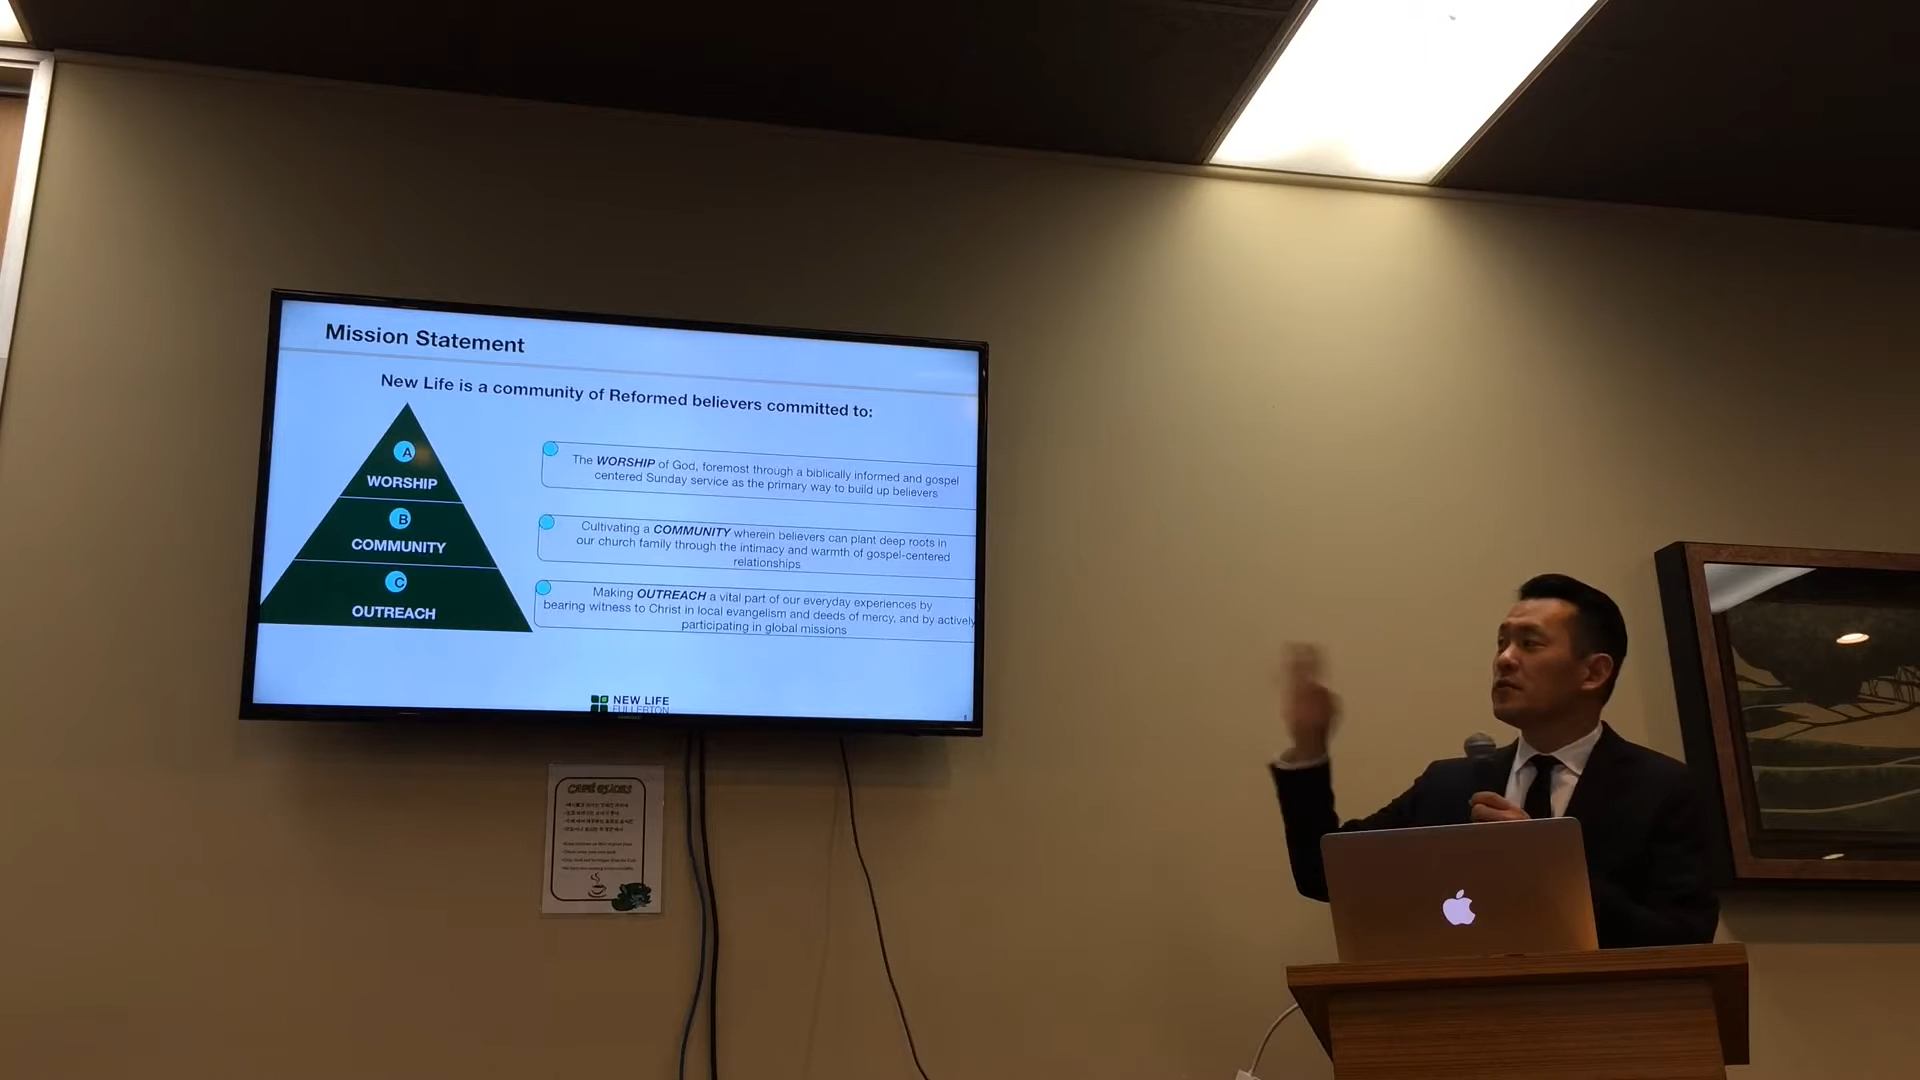 Mission Statement
New Life is a community of Reformed believers committed to:
A
WORSHIP
The WORSHIP of God, foremost through a biblically informed and gospel
centered Sunday service as the primary way to build up believers
B
COMMUNITY
Cultivating a COMMUNITY wherein believers can plant deep roots in
our church family through the intimacy and warmth of gospel-centered
relationships
C
OUTREACH
Making OUTREACH a vital part of our everyday experiences by
bearing witness to Christ in local evangelism and deeds of mercy, and by actively
participating in global missions
NEW LIFE
FULLERTON